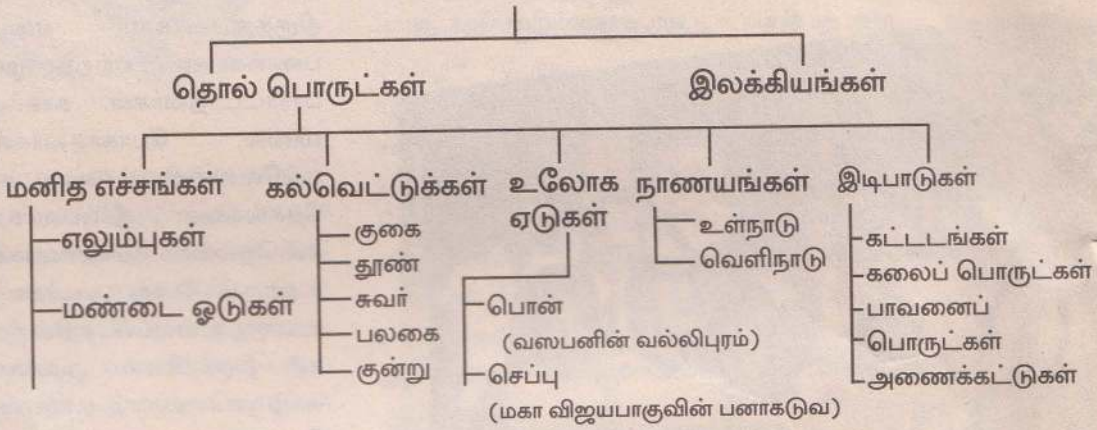 தொல் பொருட்கள்
இலக்கியங்கள்
மனித எச்சங்கள்
எலும்புகள்
மண்டை ஓடுகள்
கல்வெட்டுக்கள்
குகை
தூண்
சுவர்
பலகை
குன்று
உலோக
ஏடுகள்
பொன்
(வஸபனின் வல்லிபுரம்)
செப்பு
(மகா விஜயபாகுவின் பனாகடுவ)
நாணயங்கள்
உள்நாடு
வெளிநாடு
இடிபாடுகள்
கட்டடங்கள்
கலைப் பொருட்கள்
பாவனைப்
பொருட்கள்
அணைக்கட்டுகள்